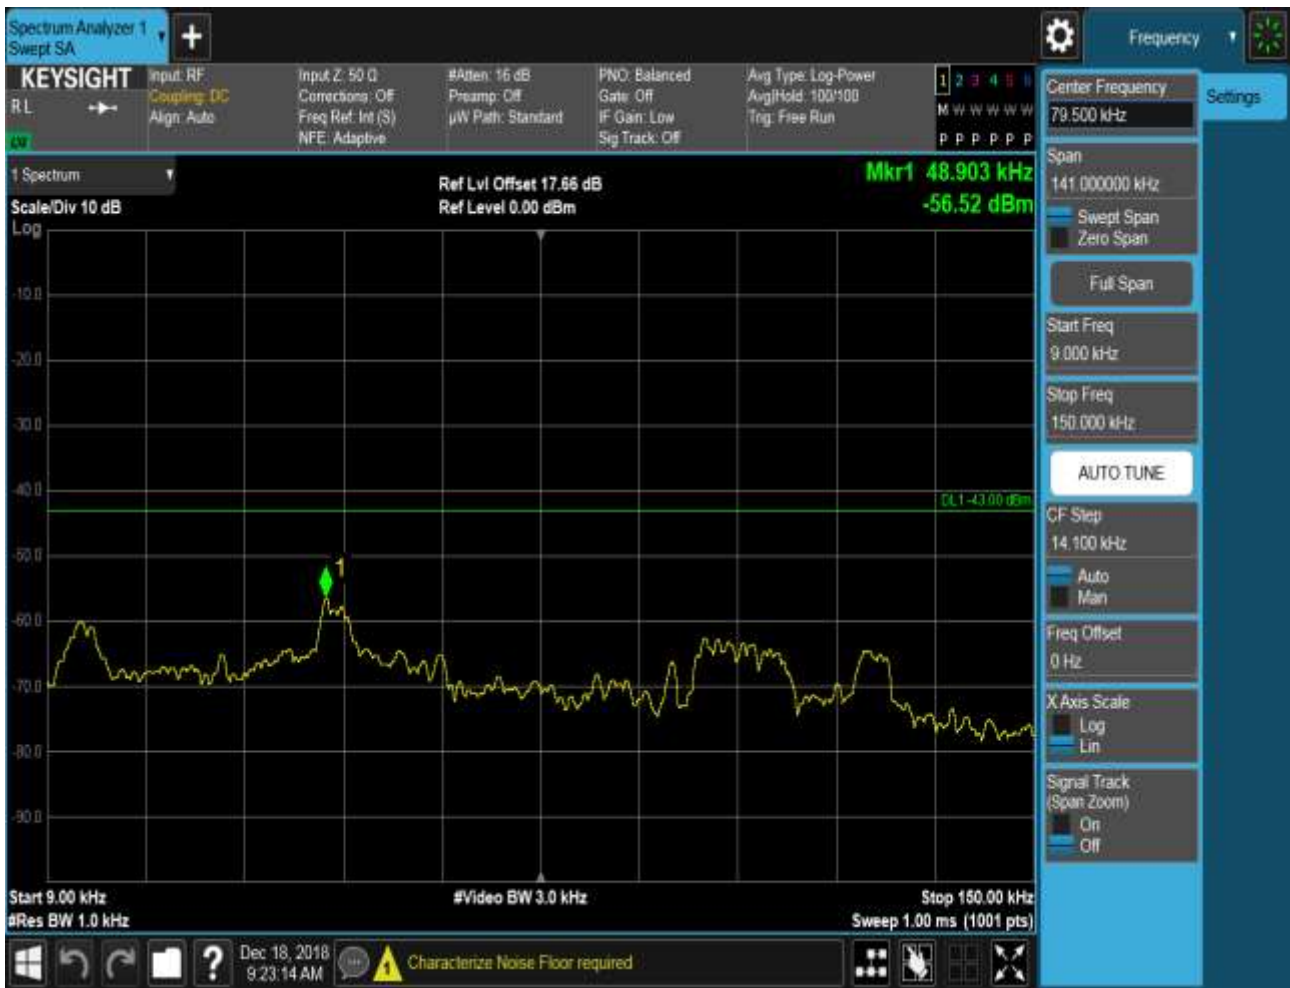 Spectrum Analyzer 1
Swept SA
Frequency
KEYSIGHT
R L
Input: RF
Coupling: DC
Align: Auto
Input Z: 50 Ω
Corrections: Off
Freq Ref: Int (S)
NFE: Adaptive
#Atten: 16 dB
Preamp: Off
µW Path: Standard
PNO: Balanced
Gate: Off
IF Gain: Low
Sig Track: Off
Avg Type: Log-Power
Avg|Hold: 100/100
Trig: Free Run
1 2 3 4 5 6
M W W W W W
P P P P P P
1 Spectrum
Scale/Div 10 dB
Log
Ref Lvl Offset 17.66 dB
Ref Level 0.00 dBm
Mkr1 48.903 kHz
-56.52 dBm
-10.0
-20.0
-30.0
-40.0
DL1 -43.00 dBm
-50.0
1
-60.0
-70.0
-80.0
-90.0
Start 9.00 kHz
#Res BW 1.0 kHz
#Video BW 3.0 kHz
Stop 150.00 kHz
Sweep 1.00 ms (1001 pts)
Center Frequency
79.500 kHz
Settings
Span
141.000000 kHz
Swept Span
Zero Span
Full Span
Start Freq
9.000 kHz
Stop Freq
150.000 kHz
AUTO TUNE
CF Step
14.100 kHz
Auto
Man
Freq Offset
0 Hz
X Axis Scale
Log
Lin
Signal Track
(Span Zoom)
On
Off
?
Dec 18, 2018
9:23:14 AM
1
Characterize Noise Floor required